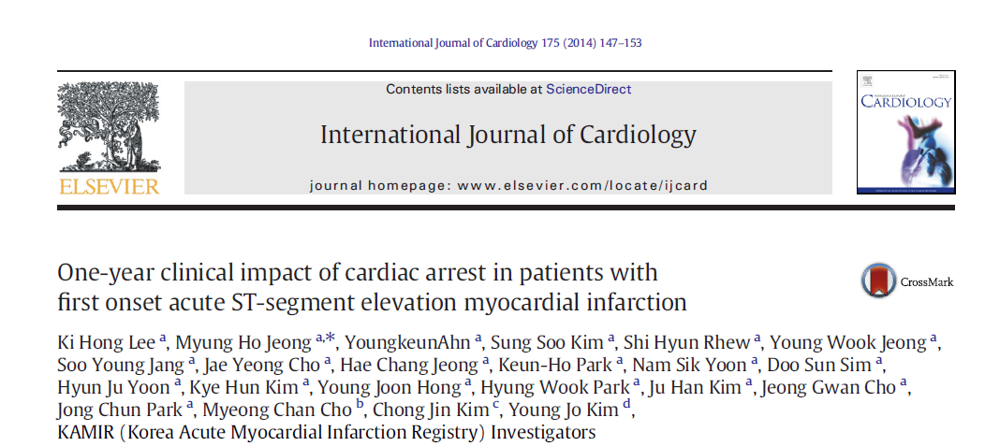 International Journal of Cardiology 175 (2014) 147–153
Contents lists available at ScienceDirect
International Journal of Cardiology
journal homepage: www.elsevier.com/locate/ijcard
ELSEVIER
CARDIOLOGY
One-year clinical impact of cardiac arrest in patients with
first onset acute ST-segment elevation myocardial infarction
CrossMark
Ki Hong Lee a, Myung Ho Jeong a,*, YoungkeunAhn a, Sung Soo Kim a, Shi Hyun Rhew a, Young Wook Jeong a,
Soo Young Jang a, Jae Yeong Cho a, Hae Chang Jeong a, Keun-Ho Park a, Nam Sik Yoon a, Doo Sun Sim a,
Hyun Ju Yoon a, Kye Hun Kim a, Young Joon Hong a, Hyung Wook Park a, Ju Han Kim a, Jeong Gwan Cho a,
Jong Chun Park a, Myeong Chan Cho b, Chong Jin Kim c, Young Jo Kim d,
KAMIR (Korea Acute Myocardial Infarction Registry) Investigators